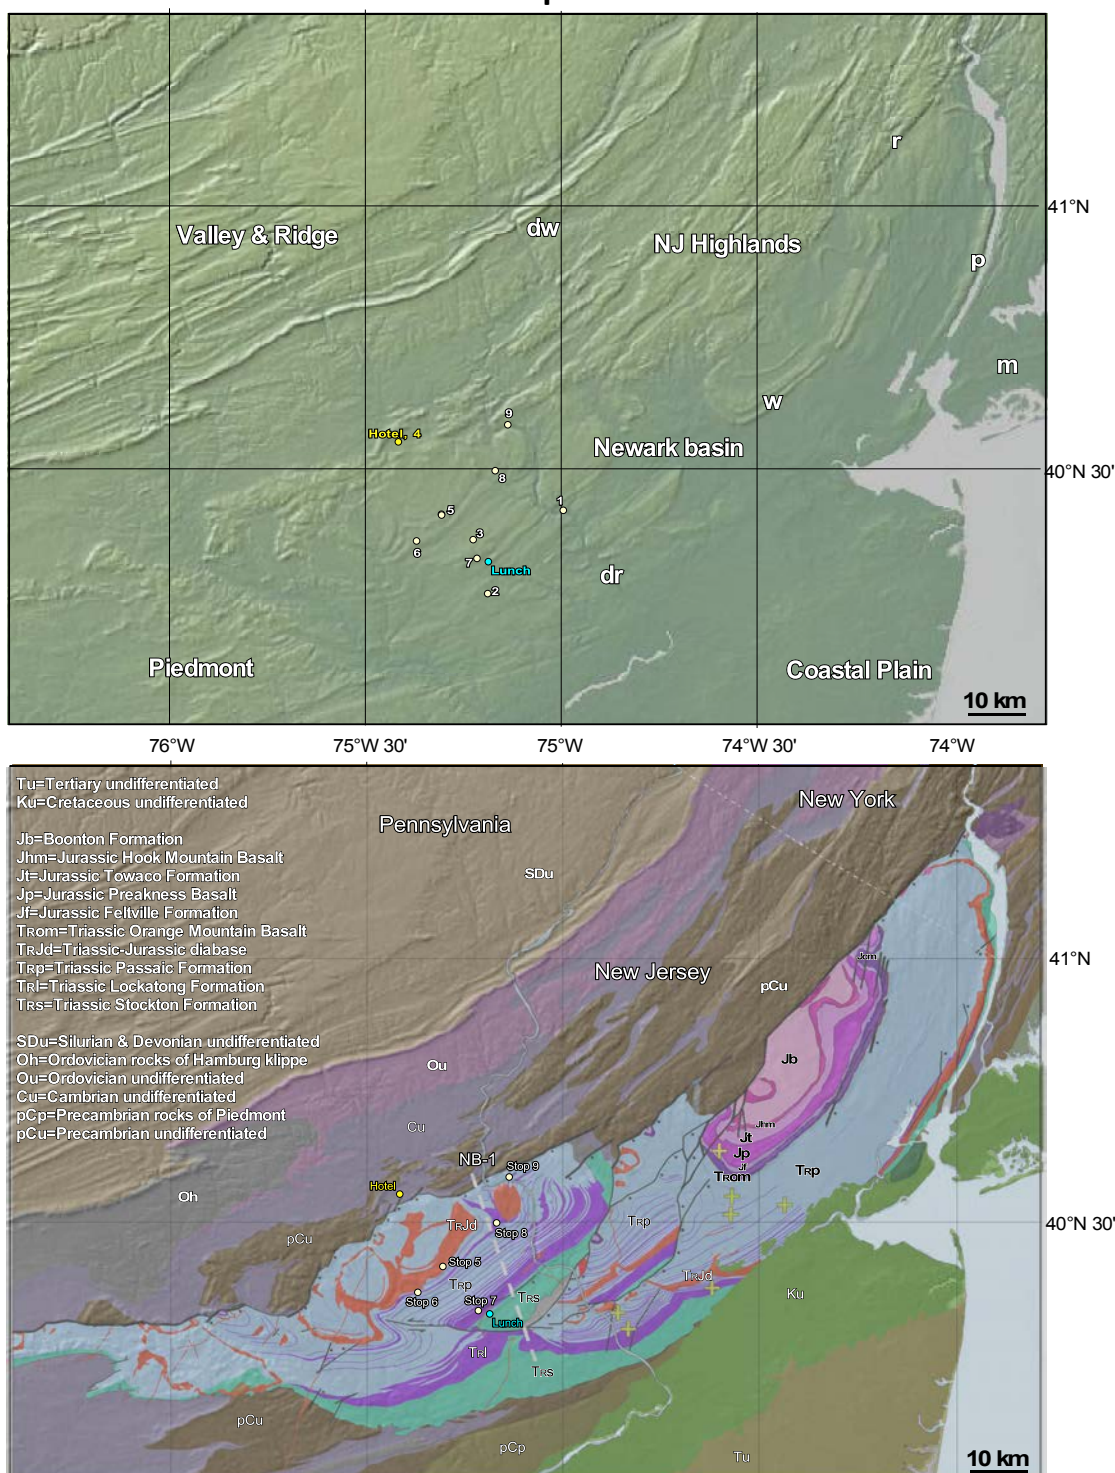 r
41°N
Valley & Ridge
dw
NJ Highlands
p
m
w
9
Hotel, 4
Newark basin
40°N 30'
8
1
5
3
6
7
Lunch
dr
2
Piedmont
Coastal Plain
10 km
76°W
75°W 30'
75°W
74°W 30'
74°W
Tu=Tertiary undifferentiated
Ku=Cretaceous undifferentiated
Jb=Boonton Formation
Jhm=Jurassic Hook Mountain Basalt
Jt=Jurassic Towaco Formation
Jp=Jurassic Preakness Basalt
Jf=Jurassic Feltville Formation
TRom=Triassic Orange Mountain Basalt
TRJd=Triassic-Jurassic diabase
TRp=Triassic Passaic Formation
TRl=Triassic Lockatong Formation
TRs=Triassic Stockton Formation
SDu=Silurian & Devonian undifferentiated
Oh=Ordovician rocks of Hamburg klippe
Ou=Ordovician undifferentiated
Cu=Cambrian undifferentiated
pCp=Precambrian rocks of Piedmont
pCu=Precambrian undifferentiated
New York
Pennsylvania
SDu
41°N
New Jersey
pCu
Jb
Ou
Cu
Jhm
Jt
Jp
Jf
TRom
TRp
NB-1
Stop 9
Hotel
Oh
TRJd
TRp
Stop 8
40°N 30'
pCu
Stop 5
TRp
TRJd
Stop 6
Stop 7
TRs
Ku
Lunch
TRl
TRs
pCu
pCp
Tu
10 km